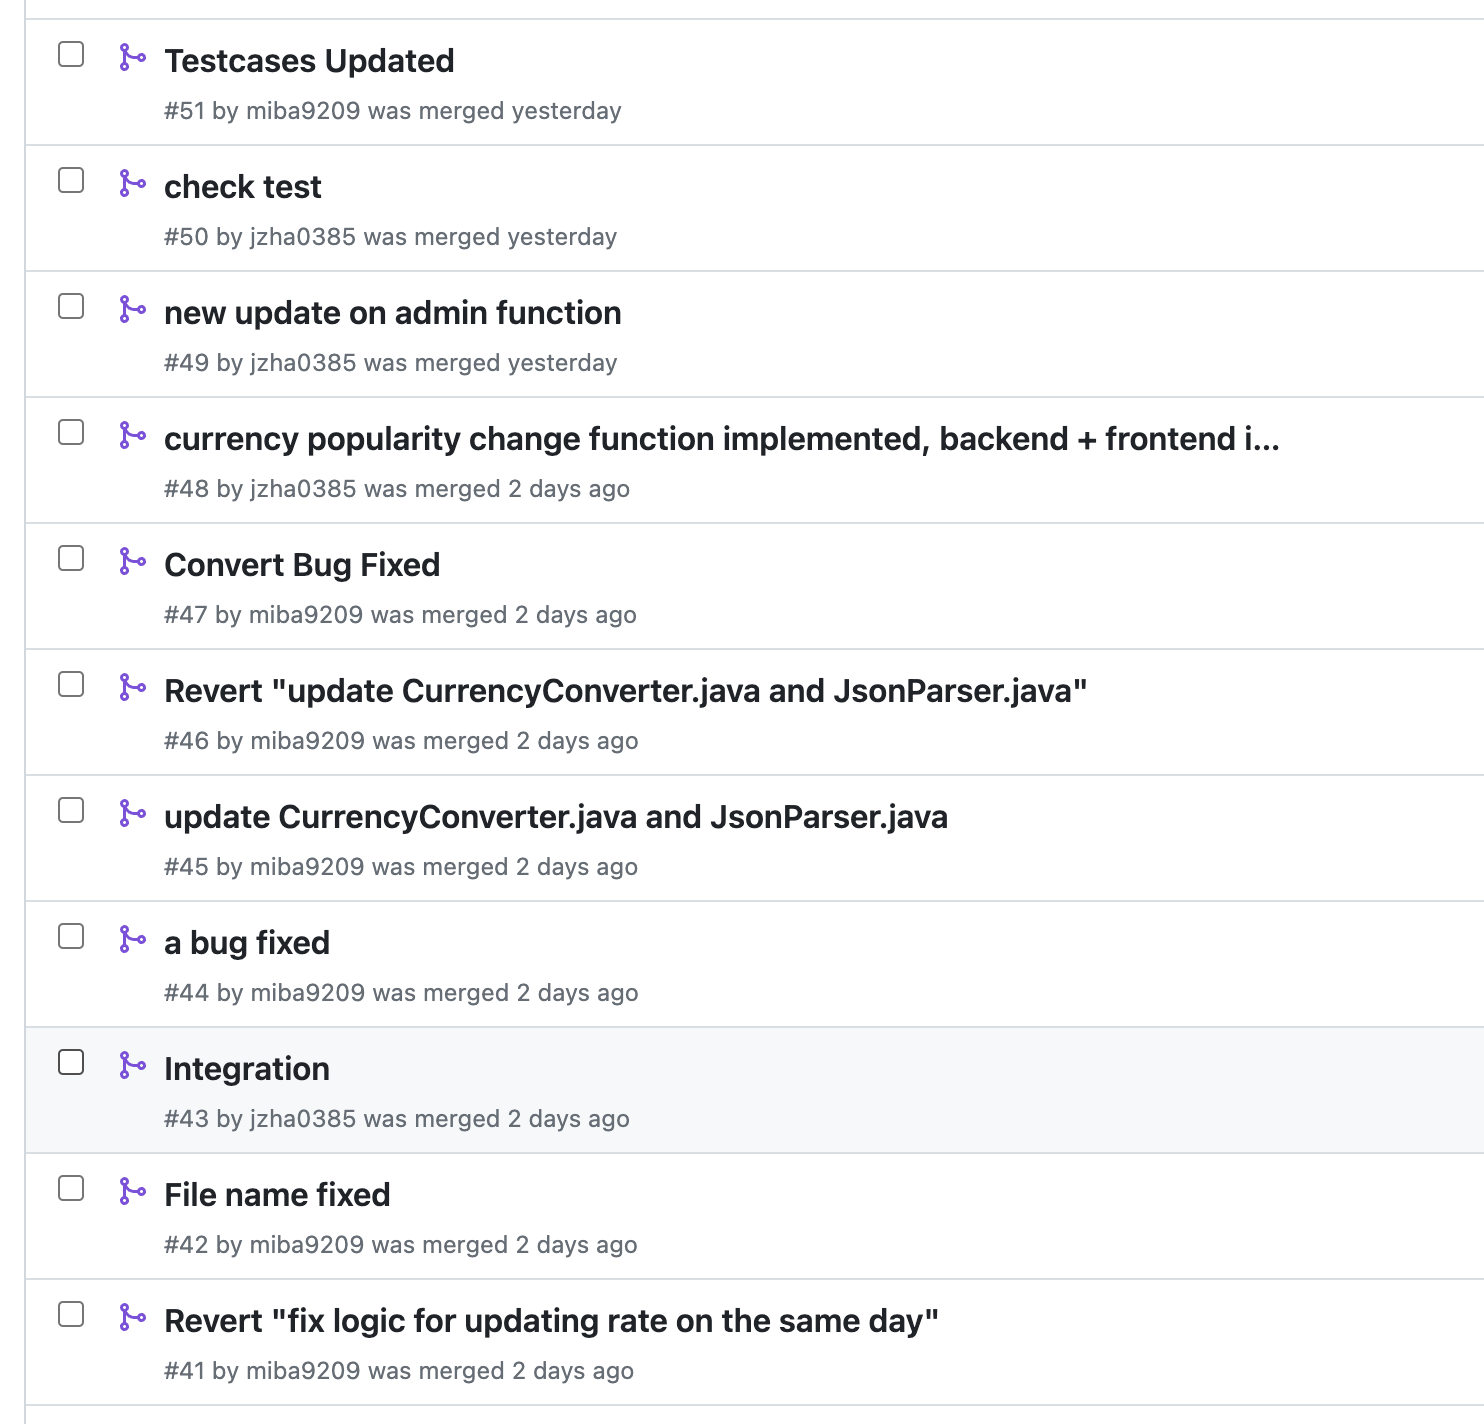 Testcases Updated
#51 by miba9209 was merged yesterday
check test
#50 by jzha0385 was merged yesterday
new update on admin function
#49 by jzha0385 was merged yesterday
currency popularity change function implemented, backend + frontend i...
#48 by jzha0385 was merged 2 days ago
Convert Bug Fixed
#47 by miba9209 was merged 2 days ago
Revert "update CurrencyConverter.java and JsonParser.java"
#46 by miba9209 was merged 2 days ago
update CurrencyConverter.java and JsonParser.java
#45 by miba9209 was merged 2 days ago
a bug fixed
#44 by miba9209 was merged 2 days ago
Integration
#43 by jzha0385 was merged 2 days ago
File name fixed
#42 by miba9209 was merged 2 days ago
Revert "fix logic for updating rate on the same day"
#41 by miba9209 was merged 2 days ago